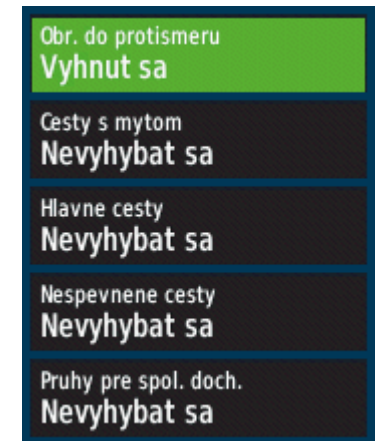 Obr. do protismeru
Vyhnut sa
Cesty s mytom
Nevyhybat sa
Hlavne cesty
Nevyhybat sa
Nespevnene cesty
Nevyhybat sa
Pruhy pre spol. doch.
Nevyhybat sa